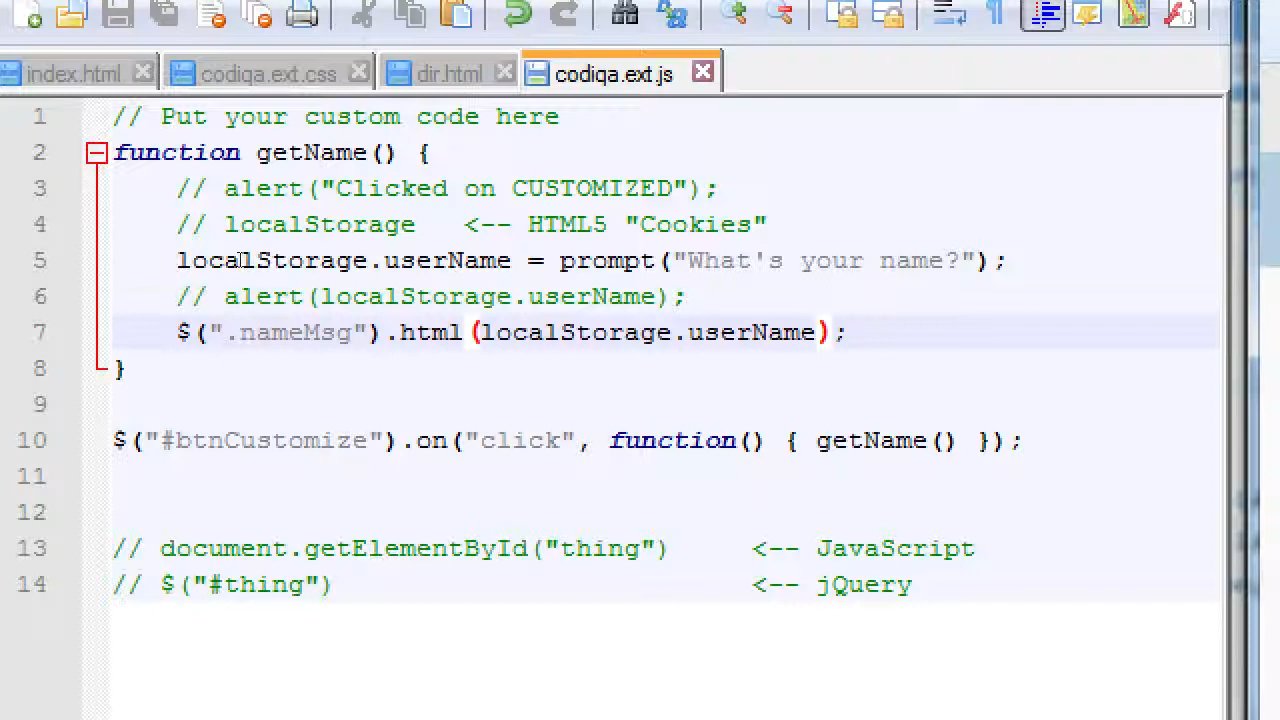 index.html codiqa.ext.css dir.html codiqa.ext.js
1 // Put your custom code here
2 function getName() {
3 // alert("Clicked on CUSTOMIZED");
4 // localStorage <-- HTML5 "Cookies"
5 localStorage.userName = prompt("What's your name?");
6 // alert(localStorage.userName);
7 $(".nameMsg").html(localStorage.userName);
8 }
9
10 $("#btnCustomize").on("click", function() { getName() });
11
12
13 // document.getElementById("thing") <-- JavaScript
14 // $("#thing") <-- jQuery